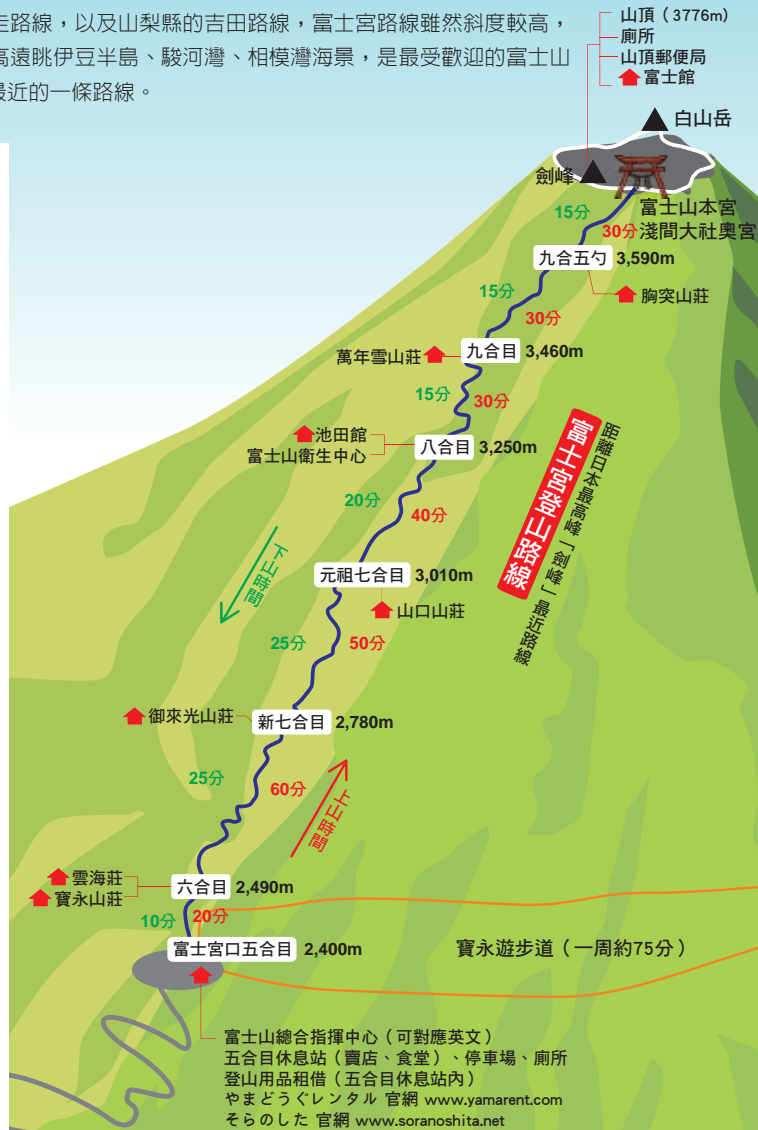 走路線，以及山梨縣的吉田路線，富士宮路線雖然斜度較高，
高遠眺伊豆半島、駿河灣、相模灣海景，是最受歡迎的富士山
最近的一條路線。
山頂（3776m）
廁所
山頂郵便局
富士館
白山岳
劍峰
富士山本宮
淺間大社奧宮
15分
30分
九合五勺 3,590m
胸突山莊
15分
30分
萬年雪山莊
九合目 3,460m
15分
30分
池田館
富士山衛生中心
八合目 3,250m
富士宮登山路線
距離日本最高峰「劍峰」最近路線
20分
40分
下山時間
元祖七合目 3,010m
山口山莊
25分
50分
御來光山莊
新七合目 2,780m
25分
60分
上山時間
雲海莊
寶永山莊
六合目 2,490m
10分
20分
富士宮口五合目 2,400m
寶永遊步道（一周約75分）
富士山總合指揮中心（可對應英文）
五合目休息站（賣店、食堂）、停車場、廁所
登山用品租借（五合目休息站內）
やまどうぐレンタル 官網 www.yamarent.com
そらのした 官網 www.soranoshita.net